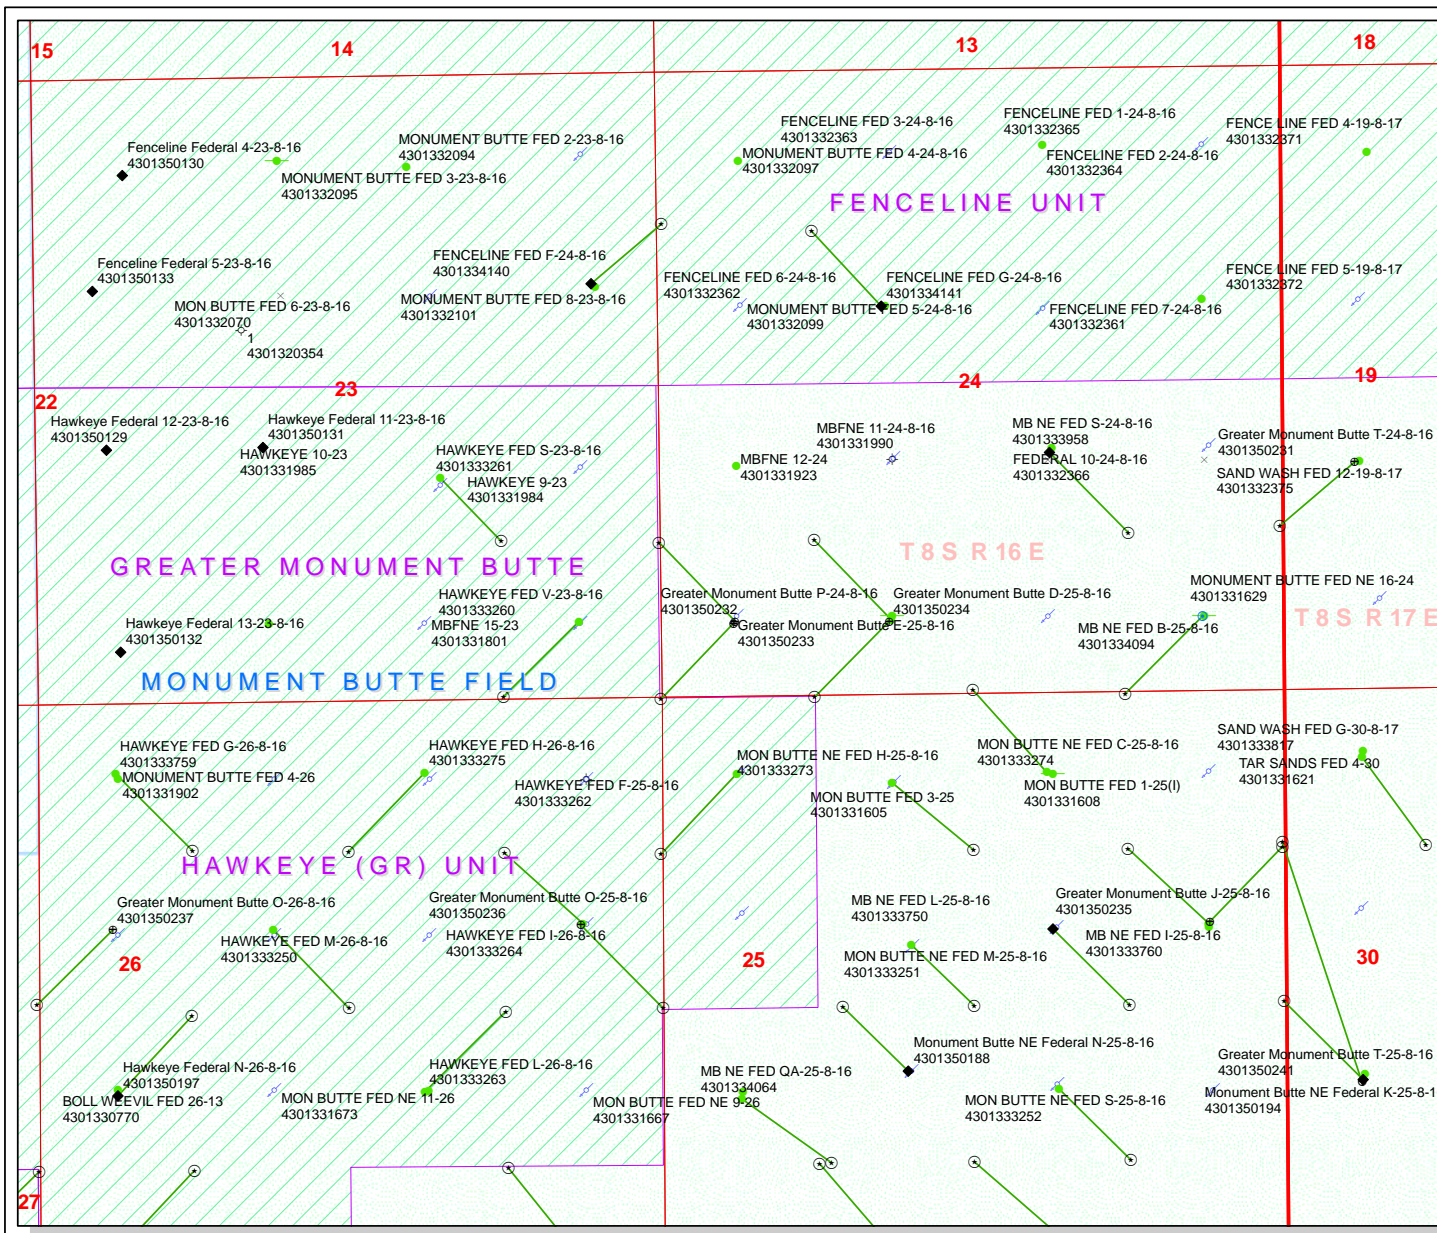 15
14
13
18
Fenceline Federal 4-23-8-16
4301350130
MONUMENT BUTTE FED 2-23-8-16
4301332094
MONUMENT BUTTE FED 3-23-8-16
4301332095
FENCELINE FED 3-24-8-16
4301332363
MONUMENT BUTTE FED 4-24-8-16
4301332097
FENCELINE FED 1-24-8-16
4301332365
FENCELINE FED 2-24-8-16
4301332364
FENCE LINE FED 4-19-8-17
4301332371
FENCELINE UNIT
Fenceline Federal 5-23-8-16
4301350133
MON BUTTE FED 6-23-8-16
4301332070
1
4301320354
FENCELINE FED F-24-8-16
4301334140
MONUMENT BUTTE FED 8-23-8-16
4301332101
FENCELINE FED 6-24-8-16
4301332362
MONUMENT BUTTE FED 5-24-8-16
4301332099
FENCELINE FED G-24-8-16
4301334141
FENCELINE FED 7-24-8-16
4301332361
FENCE LINE FED 5-19-8-17
4301332372
22
23
24
19
Hawkeye Federal 12-23-8-16
4301350129
Hawkeye Federal 11-23-8-16
4301350131
HAWKEYE 10-23
4301331985
HAWKEYE FED S-23-8-16
4301333261
HAWKEYE 9-23
4301331984
MBFNE 11-24-8-16
4301331990
MBFNE 12-24
4301331923
MB NE FED S-24-8-16
4301333958
FEDERAL 10-24-8-16
4301332366
Greater Monument Butte T-24-8-16
4301350231
SAND WASH FED 12-19-8-17
4301332375
GREATER MONUMENT BUTTE
T8S R16E
HAWKEYE FED V-23-8-16
4301333260
MBFNE 15-23
4301331801
Hawkeye Federal 13-23-8-16
4301350132
Greater Monument Butte P-24-8-16
4301350232
Greater Monument Butte E-25-8-16
4301350233
Greater Monument Butte D-25-8-16
4301350234
MONUMENT BUTTE FED NE 16-24
4301331629
MB NE FED B-25-8-16
4301334094
T8S R17E
MONUMENT BUTTE FIELD
HAWKEYE FED G-26-8-16
4301333759
MONUMENT BUTTE FED 4-26
4301331902
HAWKEYE FED H-26-8-16
4301333275
HAWKEYE FED F-25-8-16
4301333262
MON BUTTE NE FED H-25-8-16
4301333273
MON BUTTE FED 3-25
4301331605
MON BUTTE NE FED C-25-8-16
4301333274
MON BUTTE FED 1-25(I)
4301331608
SAND WASH FED G-30-8-17
4301333817
TAR SANDS FED 4-30
4301331621
HAWKEYE (GR) UNIT
Greater Monument Butte O-26-8-16
4301350237
HAWKEYE FED M-26-8-16
4301333250
Greater Monument Butte O-25-8-16
4301350236
HAWKEYE FED I-26-8-16
4301333264
MB NE FED L-25-8-16
4301333750
MON BUTTE NE FED M-25-8-16
4301333251
Greater Monument Butte J-25-8-16
4301350235
MB NE FED I-25-8-16
4301333760
26
25
30
Hawkeye Federal N-26-8-16
4301350197
BOLL WEEVIL FED 26-13
4301330770
HAWKEYE FED L-26-8-16
4301333263
MON BUTTE FED NE 11-26
4301331673
MON BUTTE FED NE 9-26
4301331667
MB NE FED QA-25-8-16
4301334064
Monument Butte NE Federal N-25-8-16
4301350188
MON BUTTE NE FED S-25-8-16
4301333252
Greater Monument Butte T-25-8-16
4301350241
Monument Butte NE Federal K-25-8-1
4301350194
27